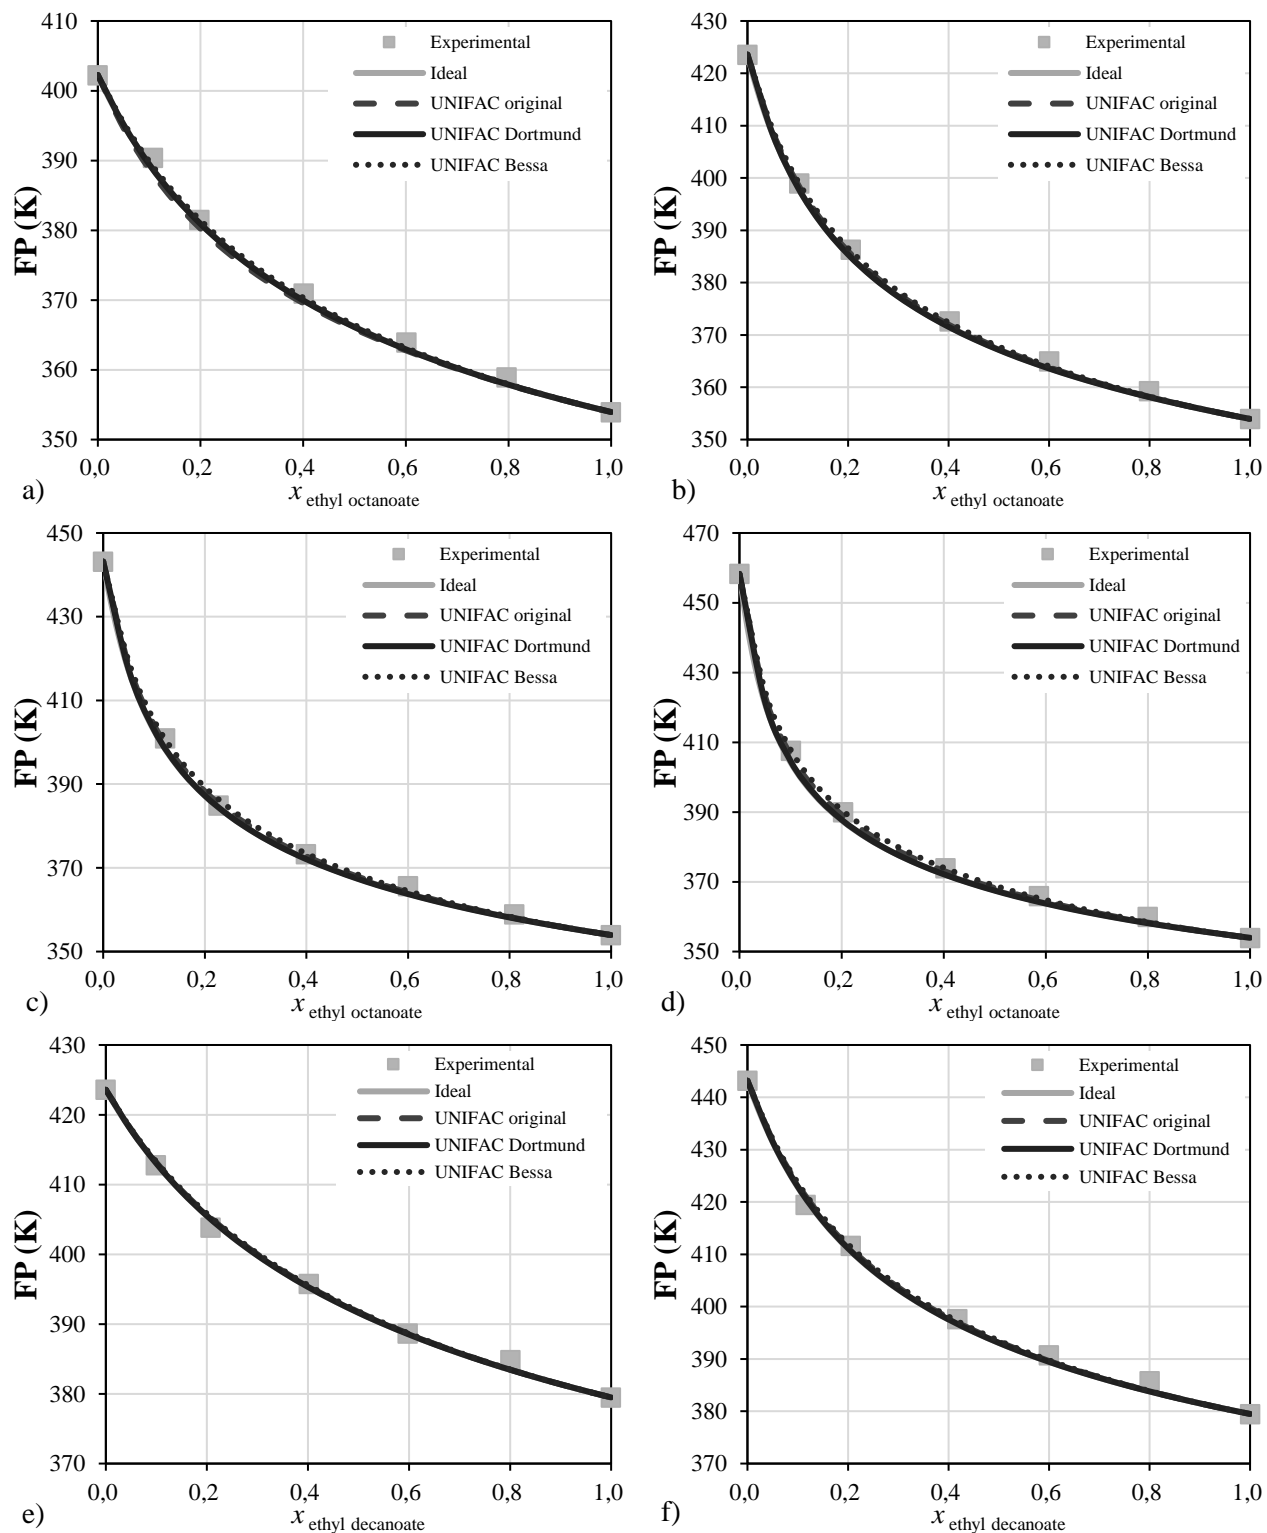 410
400
390
380
370
360
350
FP (K)
Experimental
Ideal
UNIFAC original
UNIFAC Dortmund
UNIFAC Bessa
0,0 0,2 0,4 0,6 0,8 1,0
a)
x ethyl octanoate
430
420
410
400
390
380
370
360
350
FP (K)
Experimental
Ideal
UNIFAC original
UNIFAC Dortmund
UNIFAC Bessa
0,0 0,2 0,4 0,6 0,8 1,0
b)
x ethyl octanoate
450
430
410
390
370
350
FP (K)
Experimental
Ideal
UNIFAC original
UNIFAC Dortmund
UNIFAC Bessa
0,0 0,2 0,4 0,6 0,8 1,0
c)
x ethyl octanoate
470
450
430
410
390
370
350
FP (K)
Experimental
Ideal
UNIFAC original
UNIFAC Dortmund
UNIFAC Bessa
0,0 0,2 0,4 0,6 0,8 1,0
d)
x ethyl octanoate
430
420
410
400
390
380
370
FP (K)
Experimental
Ideal
UNIFAC original
UNIFAC Dortmund
UNIFAC Bessa
0,0 0,2 0,4 0,6 0,8 1,0
e)
x ethyl decanoate
450
440
430
420
410
400
390
380
370
FP (K)
Experimental
Ideal
UNIFAC original
UNIFAC Dortmund
UNIFAC Bessa
0,0 0,2 0,4 0,6 0,8 1,0
f)
x ethyl decanoate